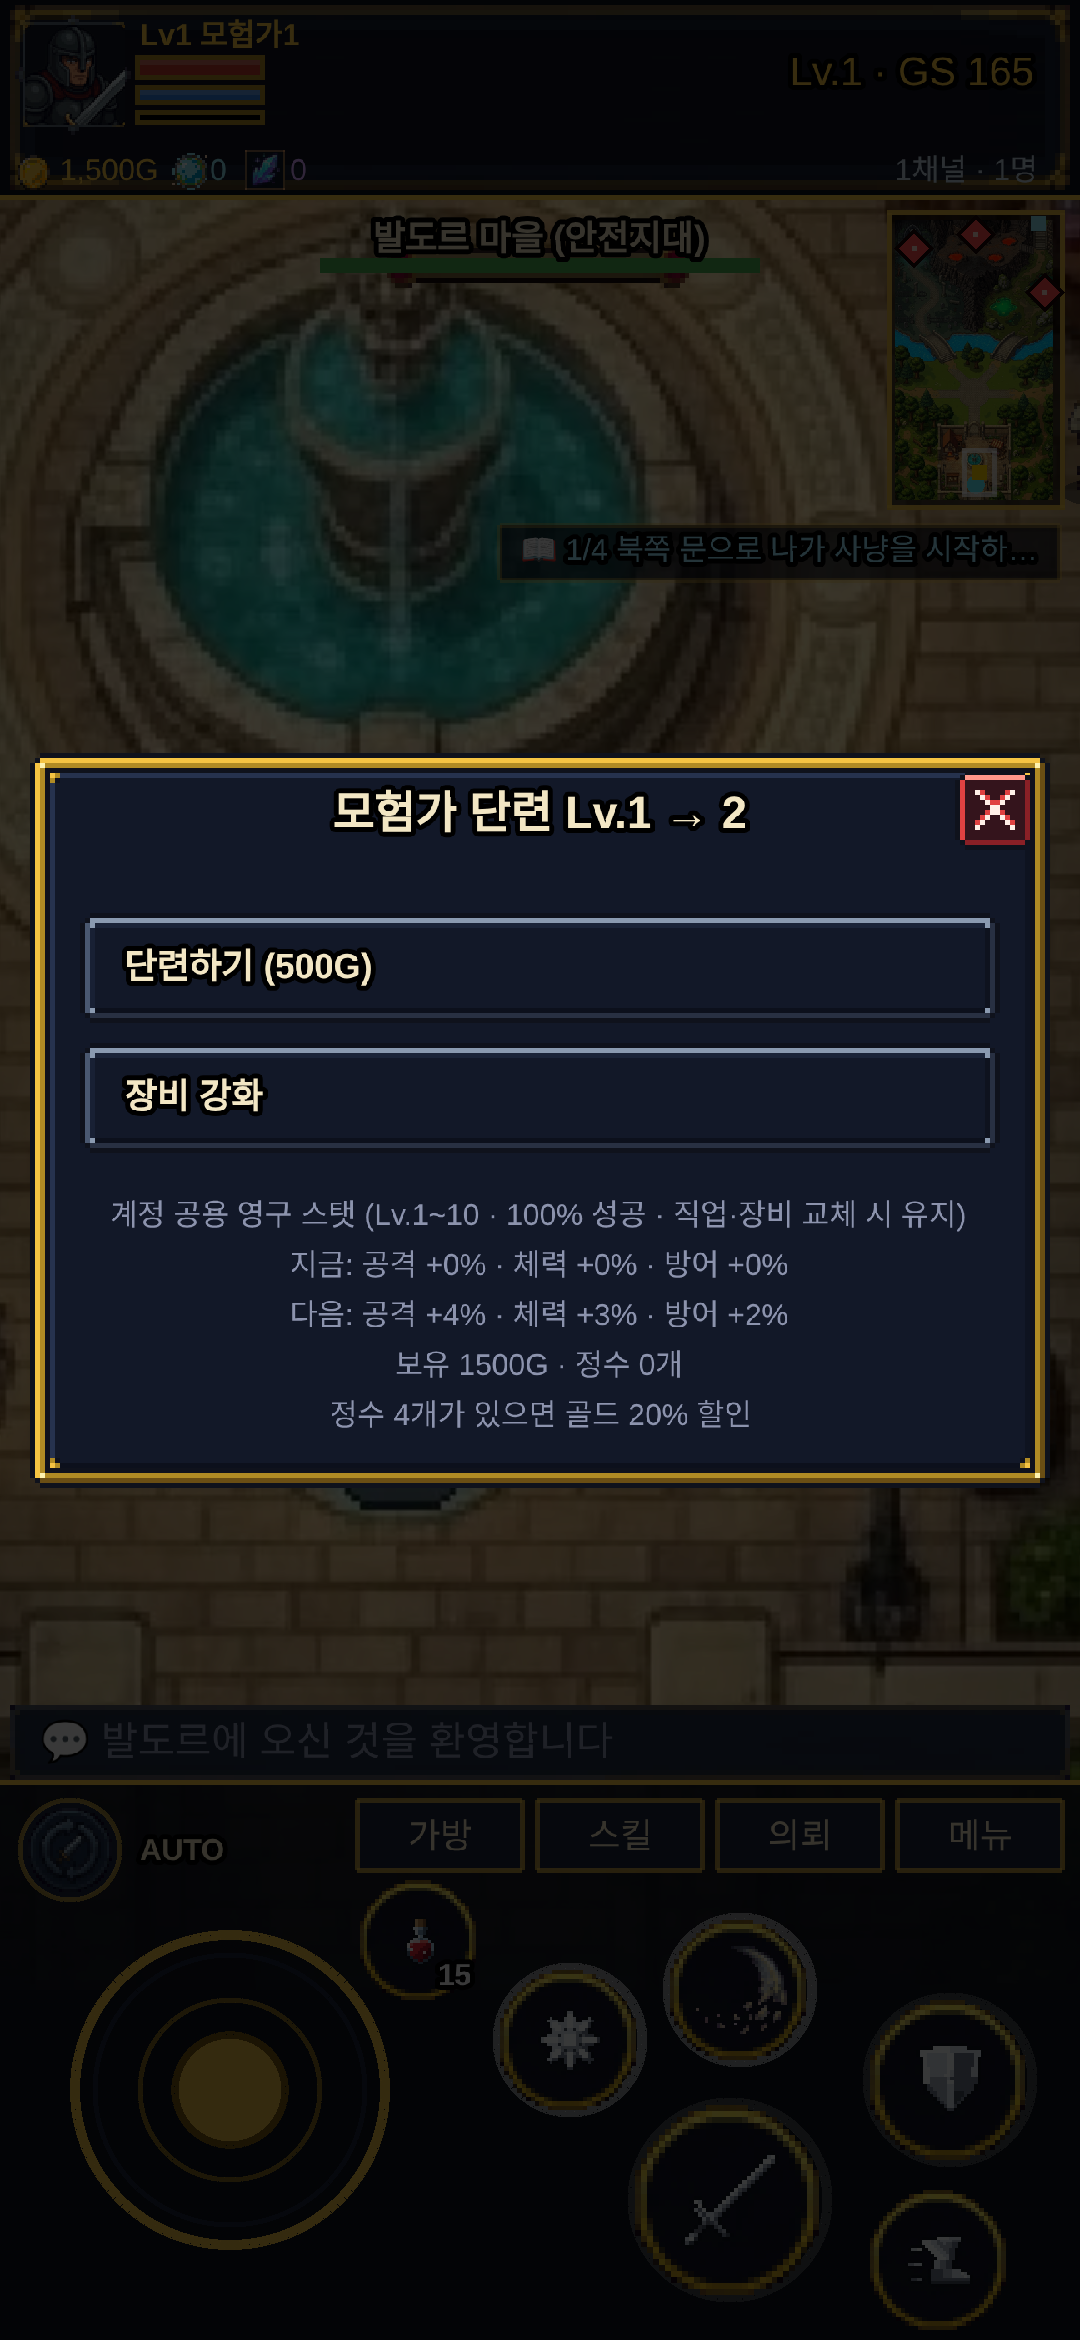 Lv1 모험가1
Lv.1 · GS 165
1,500G 0 0
1채널 · 1명
발도르 마을 (안전지대)
1/4 북쪽 문으로 나가 사냥을 시작하...
모험가 단련 Lv.1 → 2
단련하기 (500G)
장비 강화
계정 공용 영구 스탯 (Lv.1~10 · 100% 성공 · 직업·장비 교체 시 유지)
지금: 공격 +0% · 체력 +0% · 방어 +0%
다음: 공격 +4% · 체력 +3% · 방어 +2%
보유 1500G · 정수 0개
정수 4개가 있으면 골드 20% 할인
발도르에 오신 것을 환영합니다
AUTO
가방
스킬
의뢰
메뉴
15